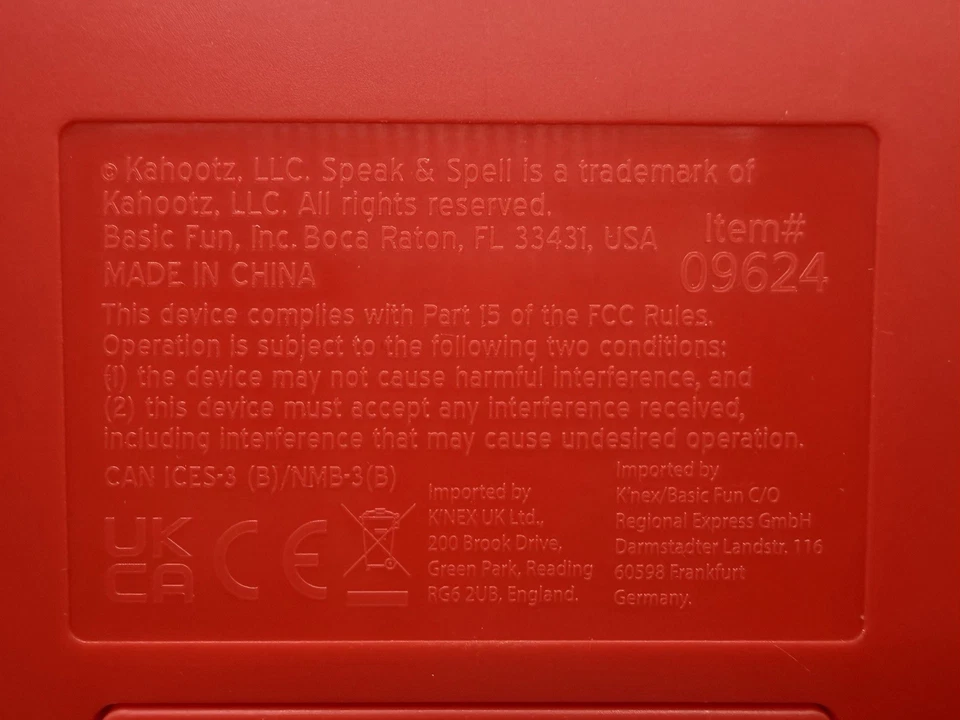 © Kahootz, LLC. Speak & Spell is a trademark of
Kahootz, LLC. All rights reserved.
Basic Fun, Inc. Boca Raton, FL 33431, USA
MADE IN CHINA
Item#
09624
This device complies with Part 15 of the FCC Rules.
Operation is subject to the following two conditions:
(1) the device may not cause harmful interference, and
(2) this device must accept any interference received,
including interference that may cause undesired operation.
CAN ICES-3 (B)/NMB-3(B)
UK
CA
CE
Imported by
K'NEX UK Ltd.,
200 Brook Drive,
Green Park, Reading
RG6 2UB, England.
Imported by
K'nex/Basic Fun C/O
Regional Express GmbH
Darmstadter Landstr. 116
60598 Frankfurt
Germany.